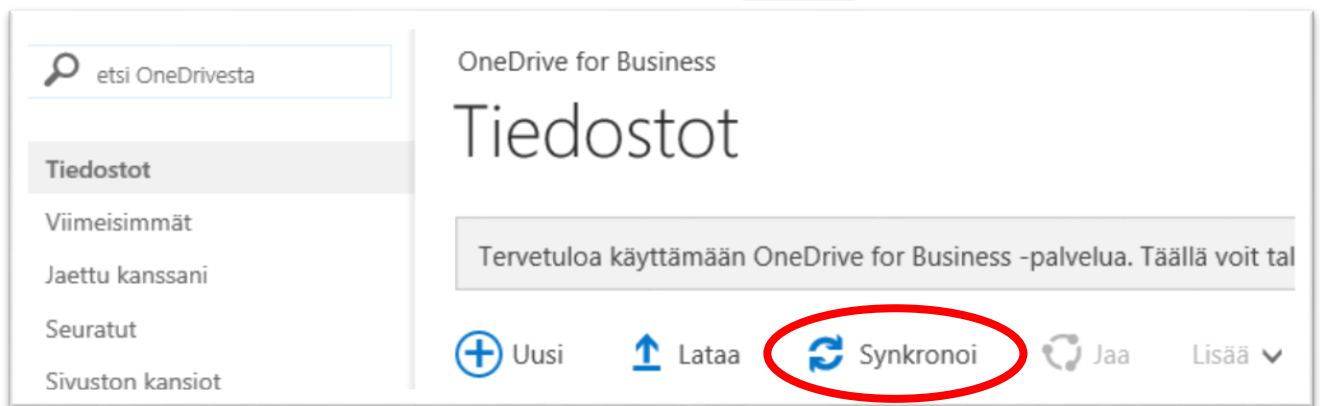 etsi OneDrivesta
Tiedostot
Viimeisimmät
Jaettu kanssani
Seuratut
Sivuston kansiot
OneDrive for Business
Tiedostot
Tervetuloa käyttämään OneDrive for Business -palvelua. Täällä voit tal
Uusi Lataa Synkronoi Jaa Lisää